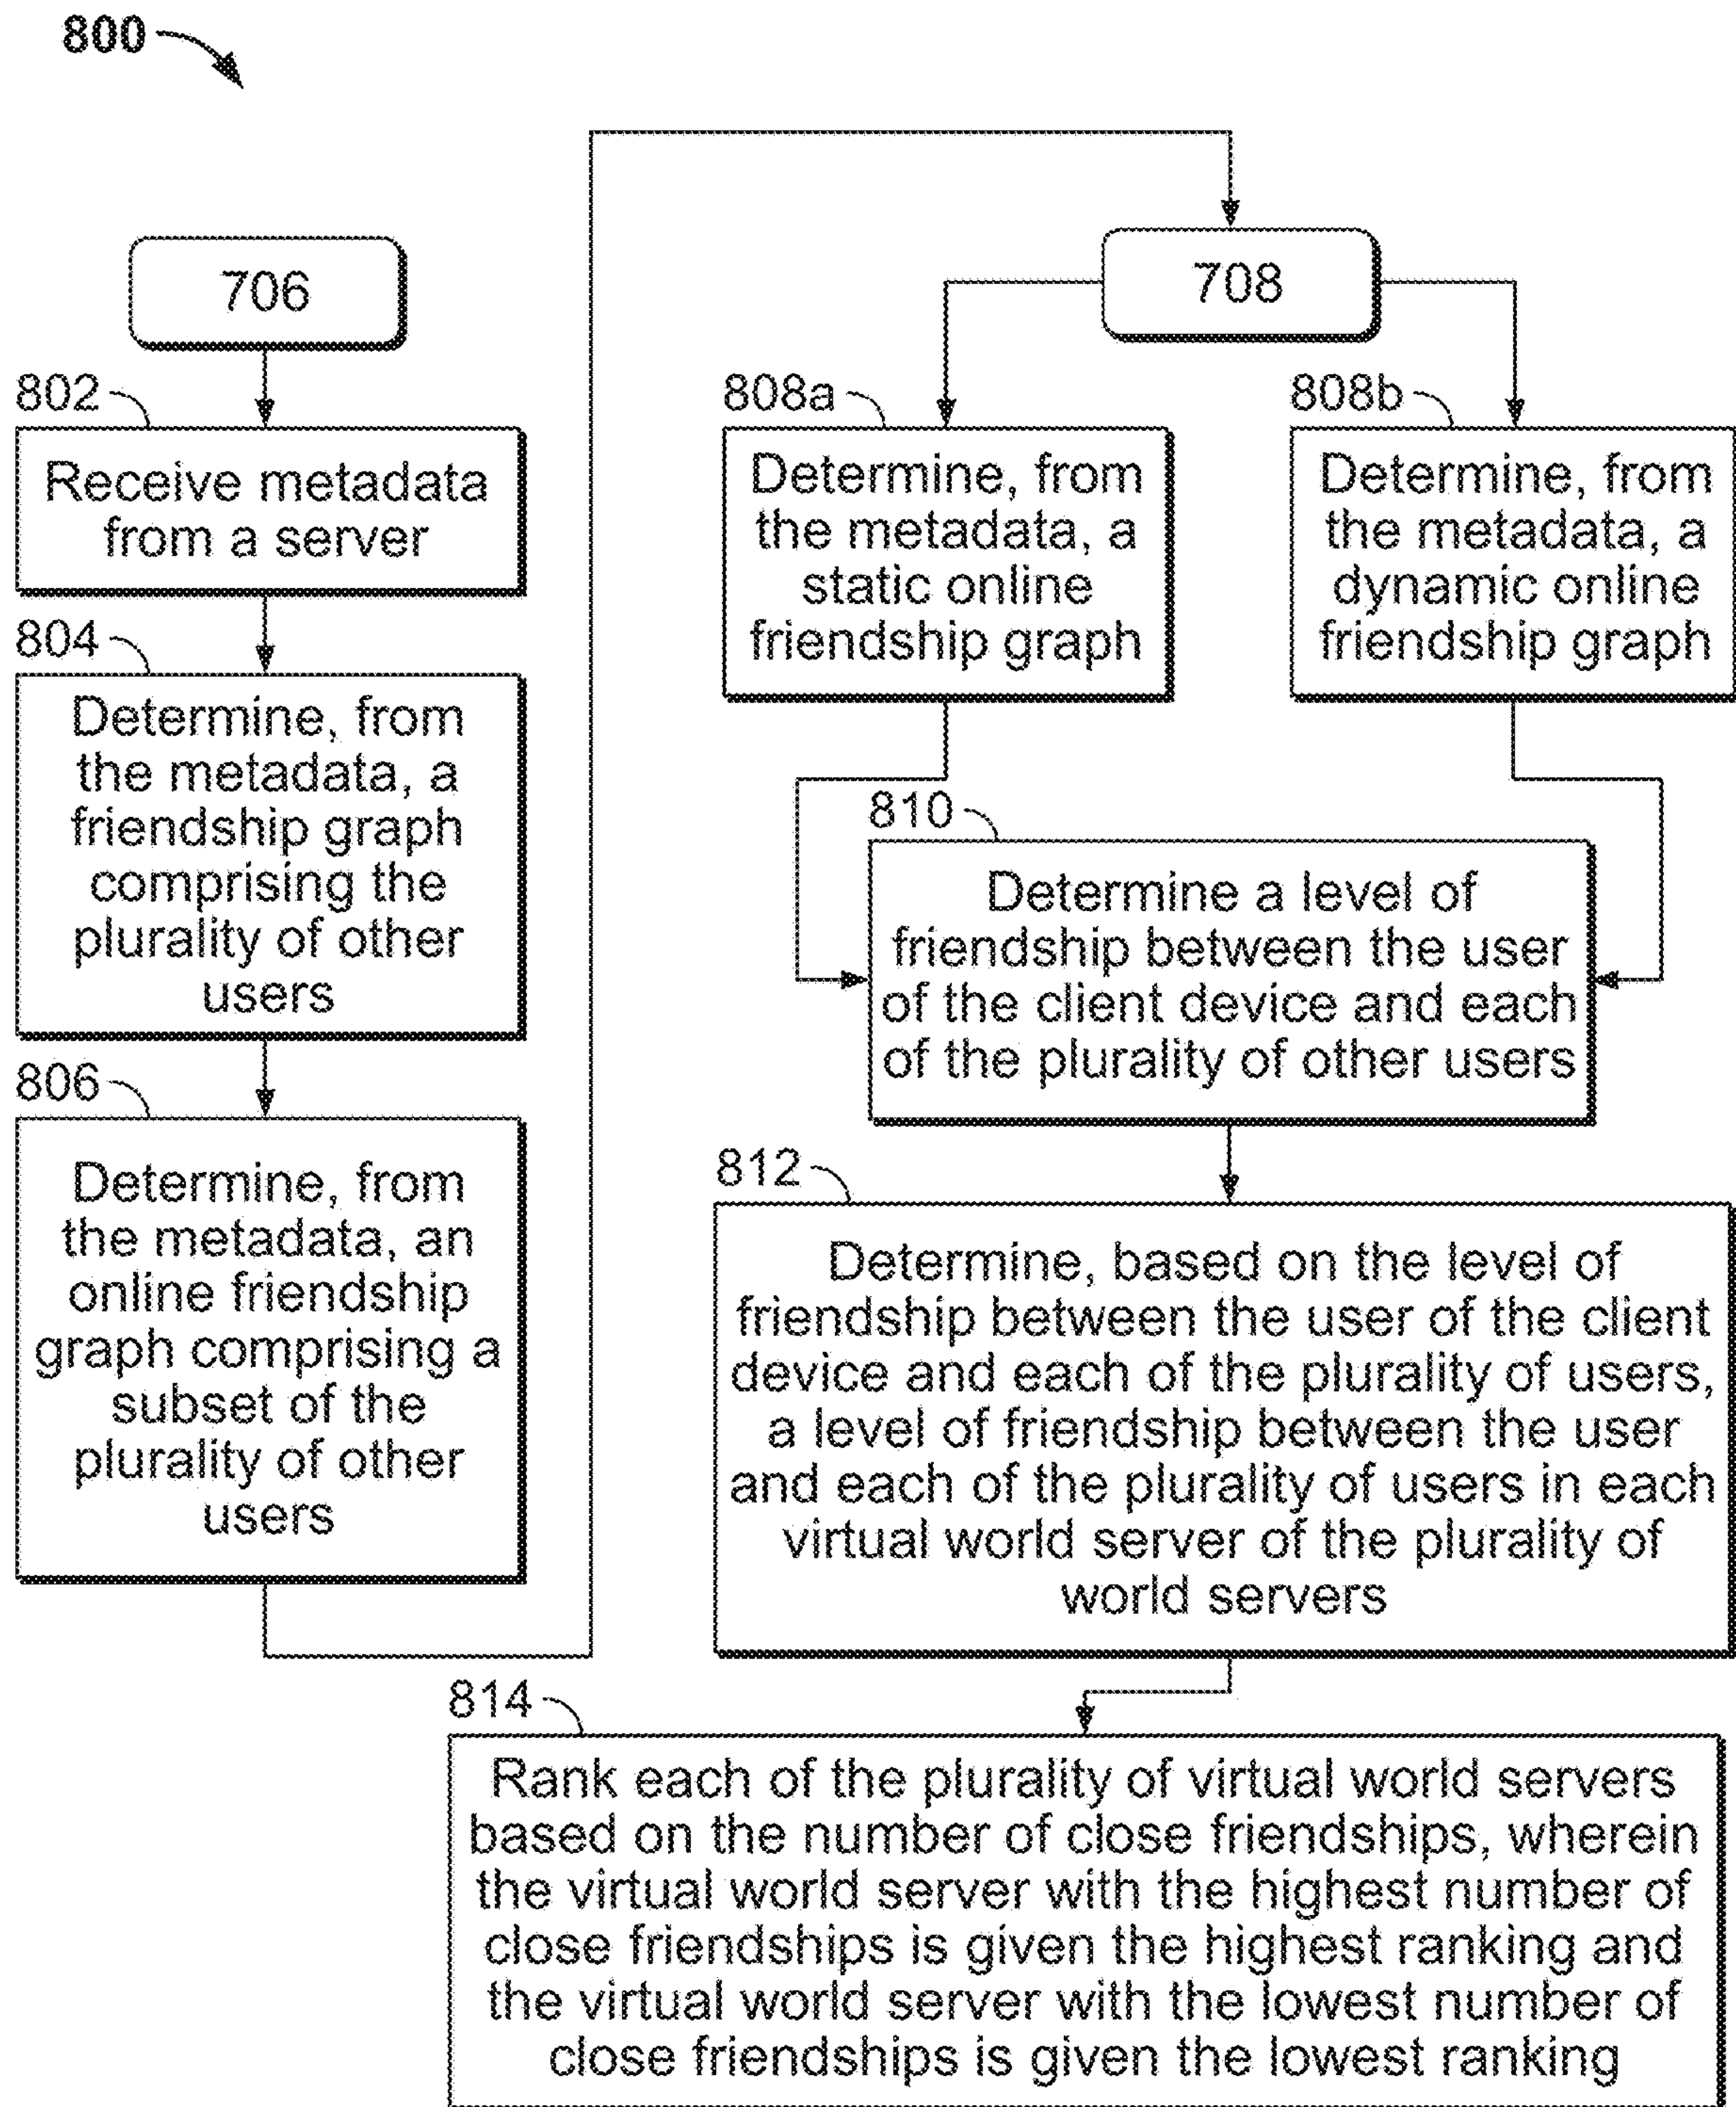 800
706
802
Receive metadata
from a server
804
Determine, from
the metadata, a
friendship graph
comprising the
plurality of other
users
806
Determine, from
the metadata, an
online friendship
graph comprising a
subset of the
plurality of other
users
708
808a
Determine, from
the metadata, a
static online
friendship graph
808b
Determine, from
the metadata, a
dynamic online
friendship graph
810
Determine a level of
friendship between the user
of the client device and each
of the plurality of other users
812
Determine, based on the level of
friendship between the user of the client
device and each of the plurality of users,
a level of friendship between the user
and each of the plurality of users in each
virtual world server of the plurality of
world servers
814
Rank each of the plurality of virtual world servers
based on the number of close friendships, wherein
the virtual world server with the highest number of
close friendships is given the highest ranking and
the virtual world server with the lowest number of
close friendships is given the lowest ranking